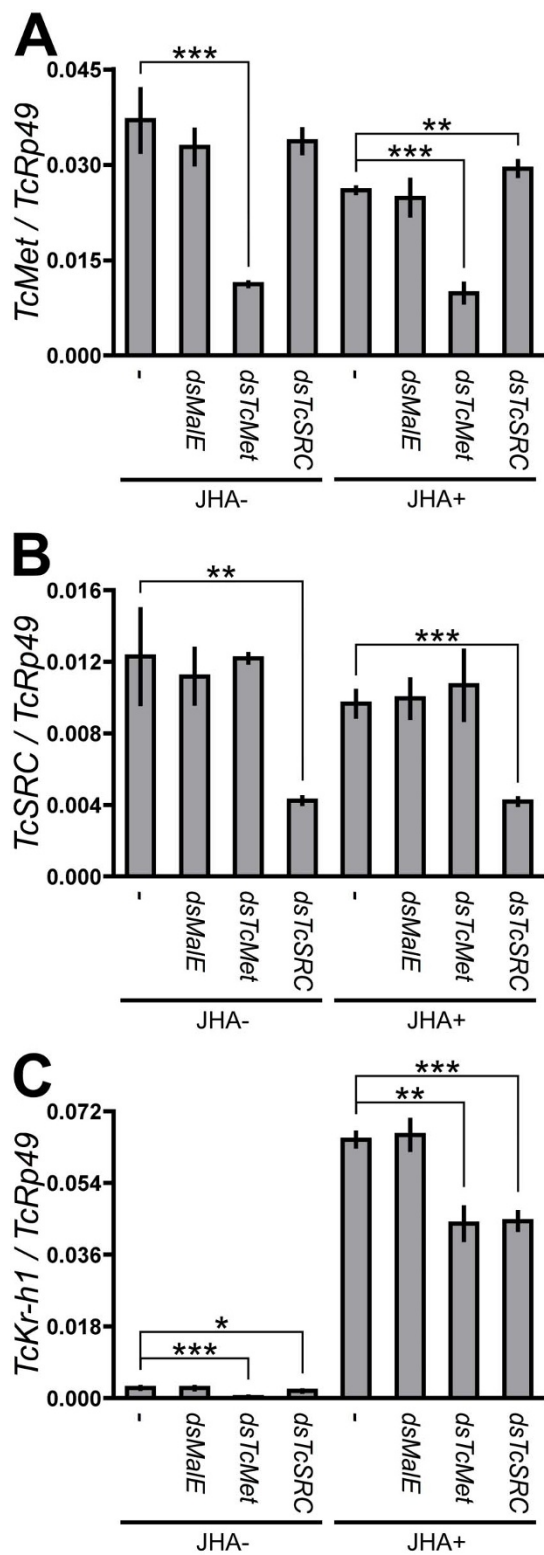 A
TcMet / TcRp49
0.045
0.030
0.015
0.000
***
**
***
- dsMalE dsTcMet dsTcSRC - dsMalE dsTcMet dsTcSRC
JHA- JHA+
B
TcSRC / TcRp49
0.016
0.012
0.008
0.004
0.000
**
***
- dsMalE dsTcMet dsTcSRC - dsMalE dsTcMet dsTcSRC
JHA- JHA+
C
TcKr-h1 / TcRp49
0.072
0.054
0.036
0.018
0.000
***
**
*
***
- dsMalE dsTcMet dsTcSRC - dsMalE dsTcMet dsTcSRC
JHA- JHA+